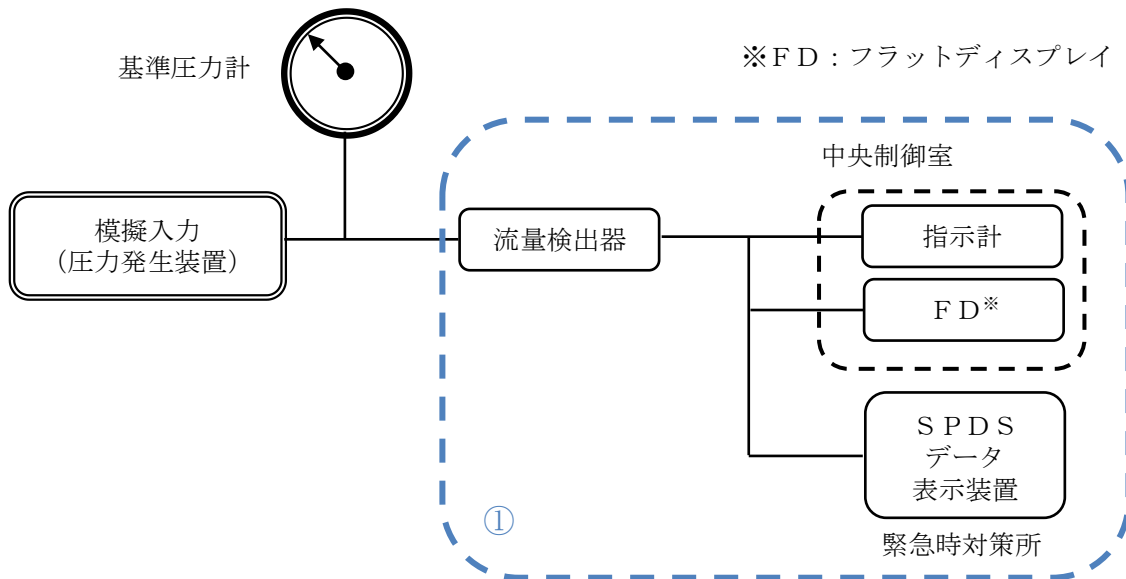 基準圧力計
※ＦＤ：フラットディスプレイ
中央制御室
模擬入力
（圧力発生装置）
流量検出器
指示計
ＦＤ※
ＳＰＤＳ
データ
表示装置
①
緊急時対策所